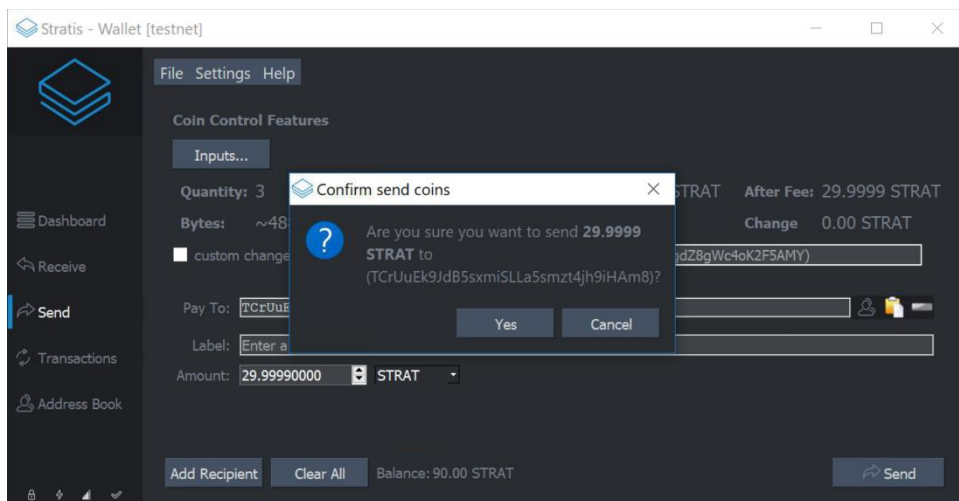 Stratis - Wallet [testnet]
File Settings Help
Coin Control Features
Inputs...
Quantity: 3
STRAT After Fee: 29.9999 STRAT
Bytes: ~48
Change 0.00 STRAT
custom change
gWc4oK2F5AMY)
Confirm send coins
Are you sure you want to send 29.9999
STRAT to
(TCrUuEk9JdB5sxmiSLLa5smzt4jh9iHAm8)?
Yes Cancel
Dashboard
Receive
Send
Transactions
Address Book
Pay To: TCrUuE
Label: Enter a
Amount: 29.99990000 STRAT
Add Recipient Clear All Balance: 90.00 STRAT Send